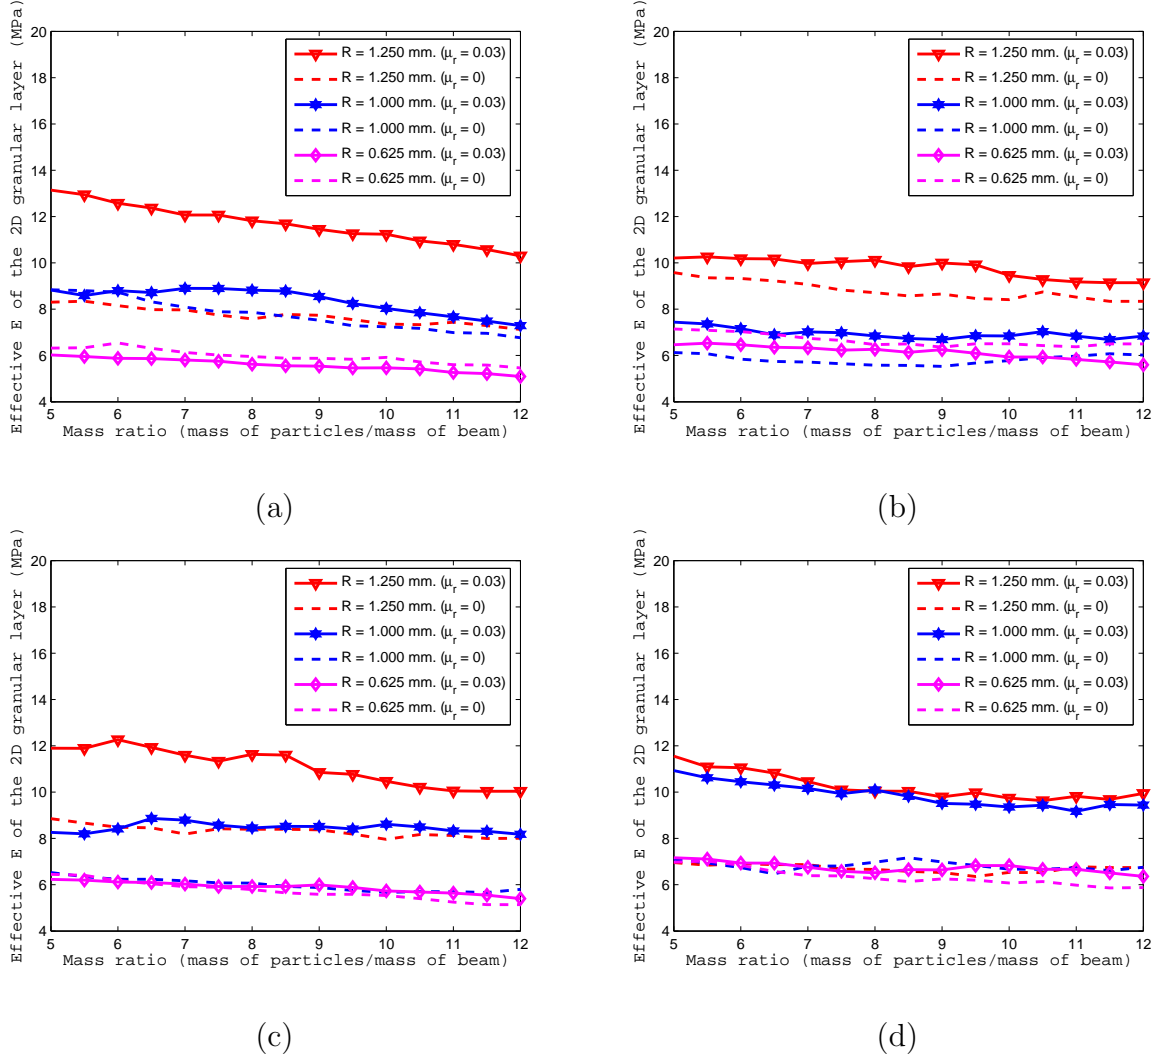 Effective E of the 2D granular layer (MPa)
20
18
16
14
12
10
8
6
4
5 6 7 8 9 10 11 12
Mass ratio (mass of particles/mass of beam)
R = 1.250 mm. (μr = 0.03)
R = 1.250 mm. (μr = 0)
R = 1.000 mm. (μr = 0.03)
R = 1.000 mm. (μr = 0)
R = 0.625 mm. (μr = 0.03)
R = 0.625 mm. (μr = 0)
(a)
Effective E of the 2D granular layer (MPa)
20
18
16
14
12
10
8
6
4
5 6 7 8 9 10 11 12
Mass ratio (mass of particles/mass of beam)
R = 1.250 mm. (μr = 0.03)
R = 1.250 mm. (μr = 0)
R = 1.000 mm. (μr = 0.03)
R = 1.000 mm. (μr = 0)
R = 0.625 mm. (μr = 0.03)
R = 0.625 mm. (μr = 0)
(b)
Effective E of the 2D granular layer (MPa)
20
18
16
14
12
10
8
6
4
5 6 7 8 9 10 11 12
Mass ratio (mass of particles/mass of beam)
R = 1.250 mm. (μr = 0.03)
R = 1.250 mm. (μr = 0)
R = 1.000 mm. (μr = 0.03)
R = 1.000 mm. (μr = 0)
R = 0.625 mm. (μr = 0.03)
R = 0.625 mm. (μr = 0)
(c)
Effective E of the 2D granular layer (MPa)
20
18
16
14
12
10
8
6
4
5 6 7 8 9 10 11 12
Mass ratio (mass of particles/mass of beam)
R = 1.250 mm. (μr = 0.03)
R = 1.250 mm. (μr = 0)
R = 1.000 mm. (μr = 0.03)
R = 1.000 mm. (μr = 0)
R = 0.625 mm. (μr = 0.03)
R = 0.625 mm. (μr = 0)
(d)